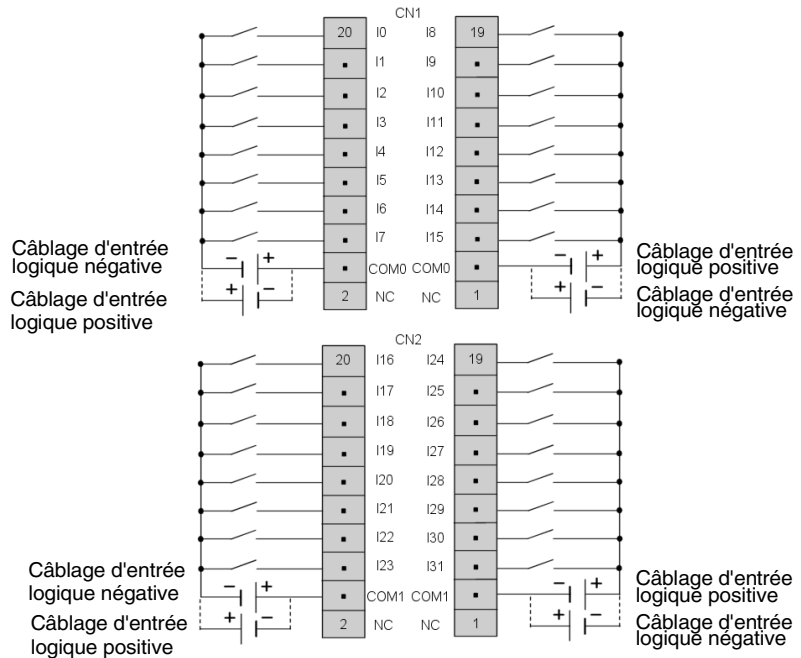 CN1
20 I0 I8 19
I1 I9
I2 I10
I3 I11
I4 I12
I5 I13
I6 I14
I7 I15
Câblage d'entrée
logique négative
- +
COM0 COM0
- +
Câblage d'entrée
logique positive
Câblage d'entrée
logique positive
+ -
2 NC NC 1
+ -
Câblage d'entrée
logique négative
CN2
20 I16 I24 19
I17 I25
I18 I26
I19 I27
I20 I28
I21 I29
I22 I30
I23 I31
Câblage d'entrée
logique négative
- +
COM1 COM1
- +
Câblage d'entrée
logique positive
Câblage d'entrée
logique positive
+ -
2 NC NC 1
+ -
Câblage d'entrée
logique négative